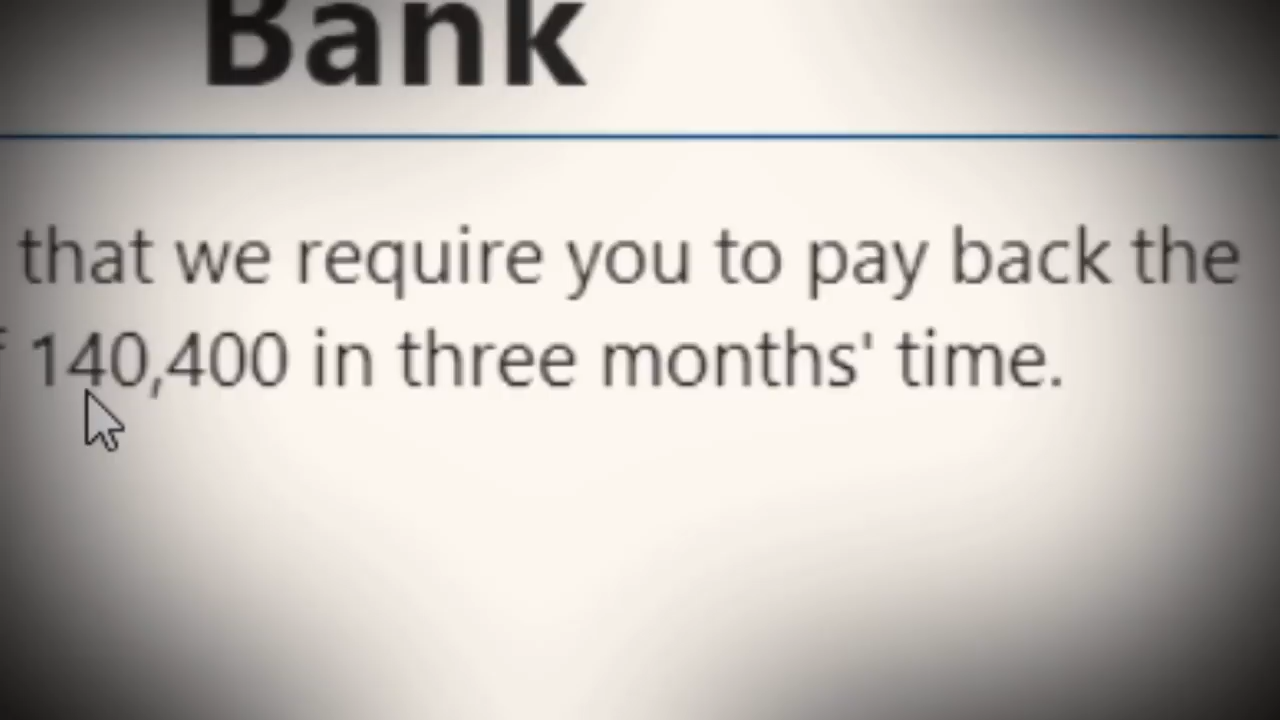 Bank
that we require you to pay back the
140,400 in three months' time.